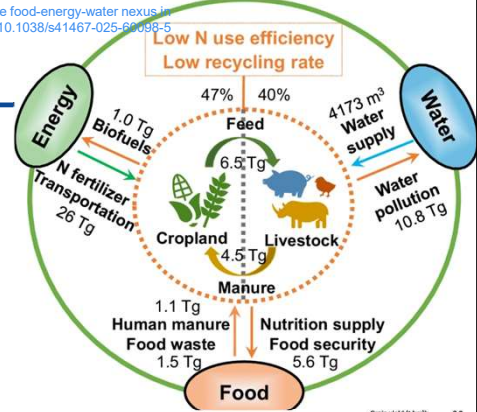 e food-energy-water nexus in
10.1038/s41467-025-60098-5
Low N use efficiency
Low recycling rate
47% 40%
Energy
Water
1.0 Tg
Biofuels
N fertilizer
Transportation
26 Tg
Feed
6.5 Tg
Cropland
Livestock
4.5 Tg
Manure
4173 m³
Water
supply
Water
pollution
10.8 Tg
1.1 Tg
Human manure
Food waste
1.5 Tg
Nutrition supply
Food security
5.6 Tg
Food